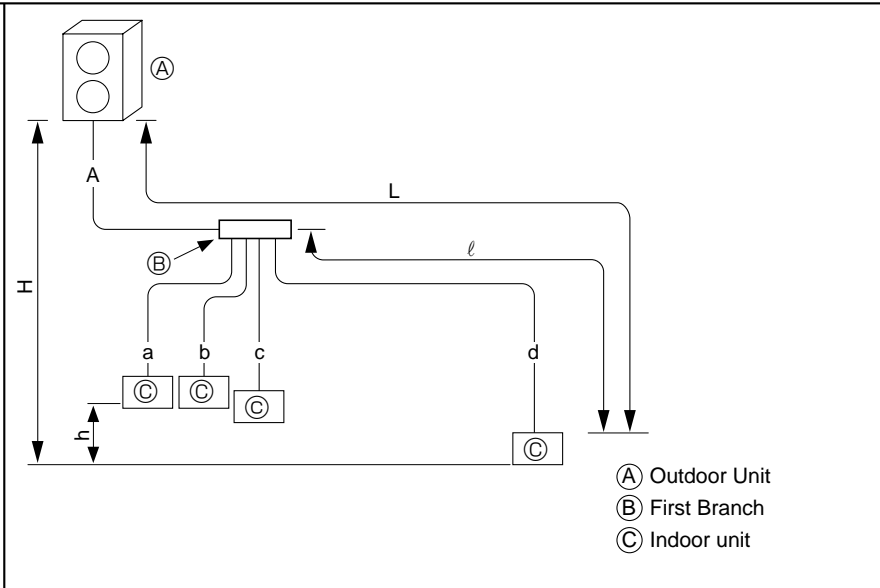 Ⓐ
A
L
Ⓑ
ℓ
H
a
b
c
d
Ⓒ
Ⓒ
Ⓒ
h
Ⓒ
Ⓐ Outdoor Unit
Ⓑ First Branch
Ⓒ Indoor unit